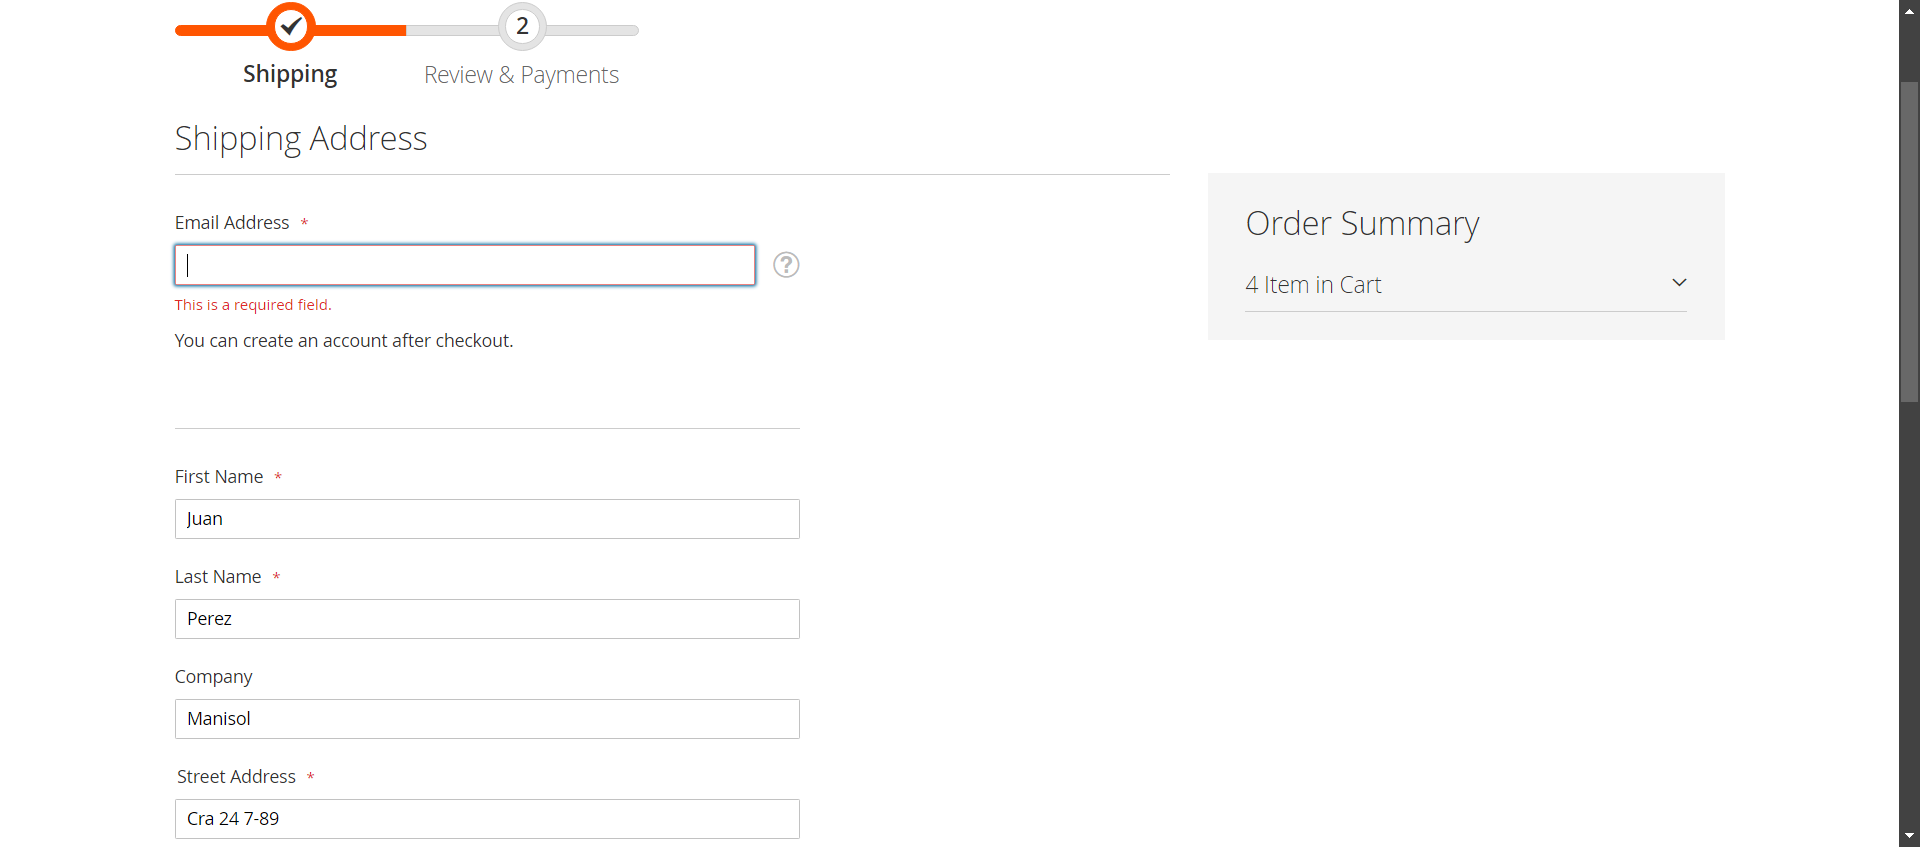 2
Shipping
Review & Payments
Shipping Address
Email Address *
?
This is a required field.
You can create an account after checkout.
First Name *
Juan
Last Name *
Perez
Company
Manisol
Street Address *
Cra 24 7-89
Order Summary
4 Item in Cart